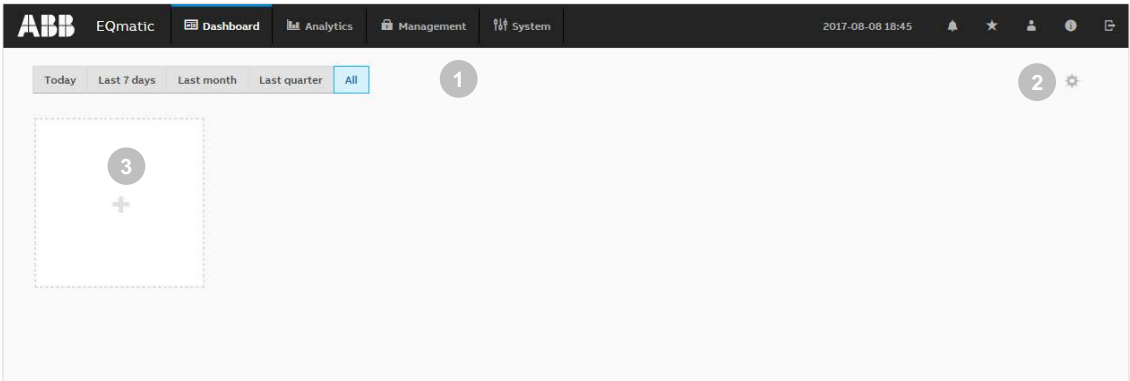 ABB EQmatic Dashboard Analytics Management System 2017-08-08 18:45
Today Last 7 days Last month Last quarter All 1 2
3